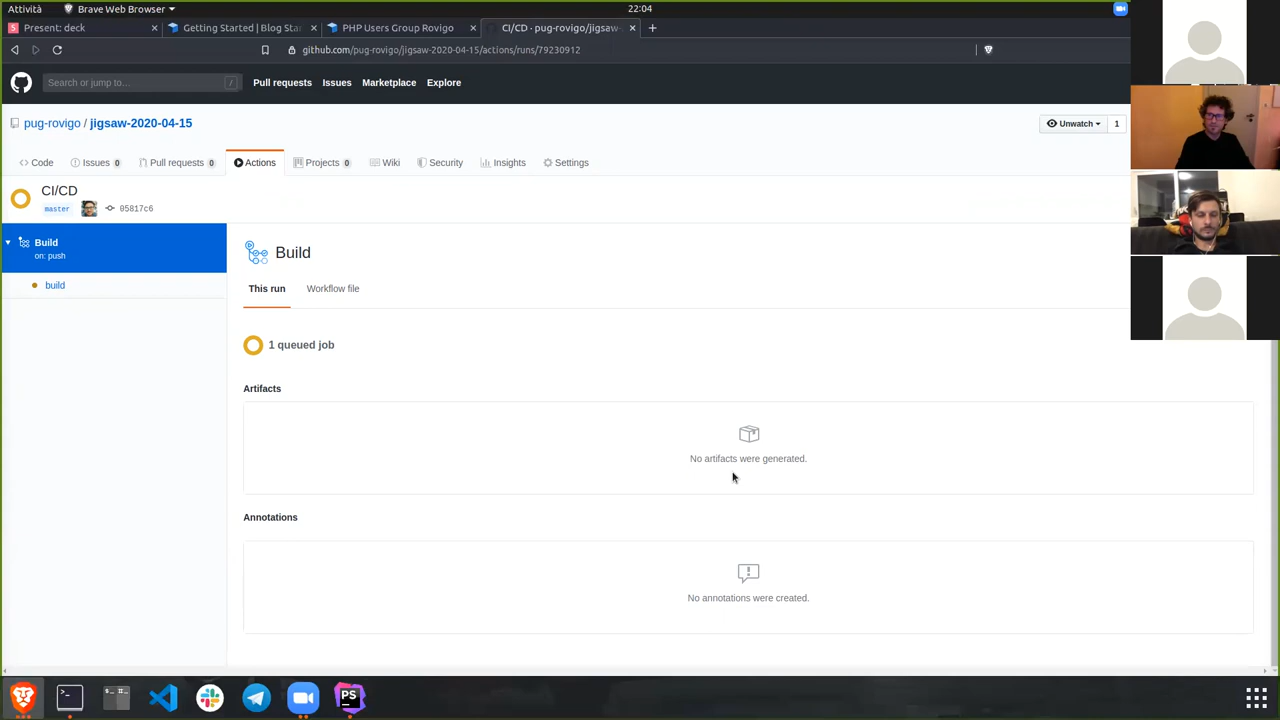 Attività
Brave Web Browser
22:04
Present: deck
Getting Started | Blog Sta
PHP Users Group Rovigo
CI/CD · pug-rovigo/jigsaw-
github.com/pug-rovigo/jigsaw-2020-04-15/actions/runs/79230912
Search or jump to…
/
Pull requests
Issues
Marketplace
Explore
pug-rovigo / jigsaw-2020-04-15
Unwatch
1
Code
Issues 0
Pull requests 0
Actions
Projects 0
Wiki
Security
Insights
Settings
CI/CD
master
05817c6
Build
on: push
build
Build
This run
Workflow file
1 queued job
Artifacts
No artifacts were generated.
Annotations
No annotations were created.
PS